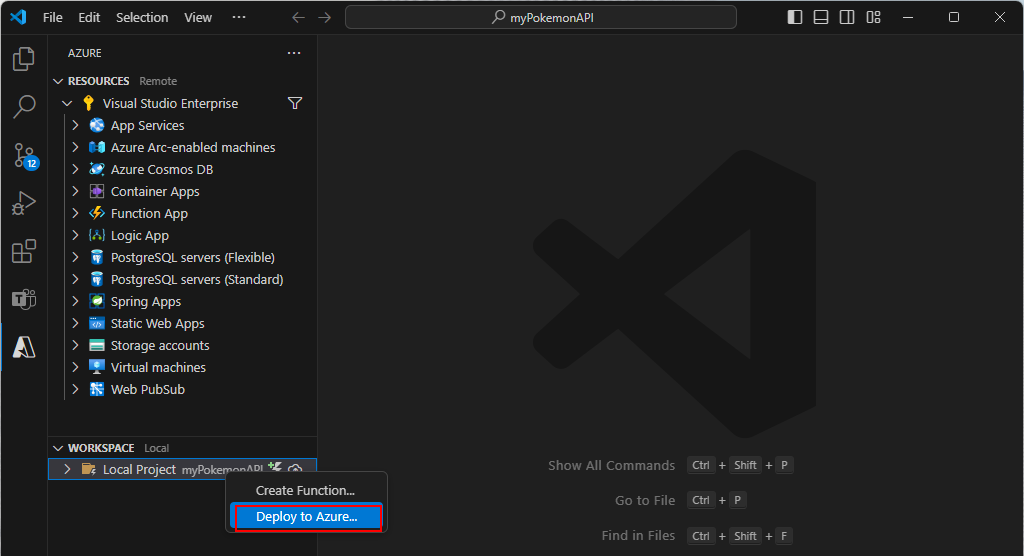 File Edit Selection View ···
myPokemonAPI
AZURE ···
RESOURCES Remote
Visual Studio Enterprise
App Services
Azure Arc-enabled machines
Azure Cosmos DB
12
Container Apps
Function App
Logic App
PostgreSQL servers (Flexible)
PostgreSQL servers (Standard)
Spring Apps
Static Web Apps
Storage accounts
Virtual machines
Web PubSub
WORKSPACE Local
Local Project myPokemonAPI
Create Function...
Deploy to Azure...
Show All Commands Ctrl + Shift + P
Go to File Ctrl + P
Find in Files Ctrl + Shift + F